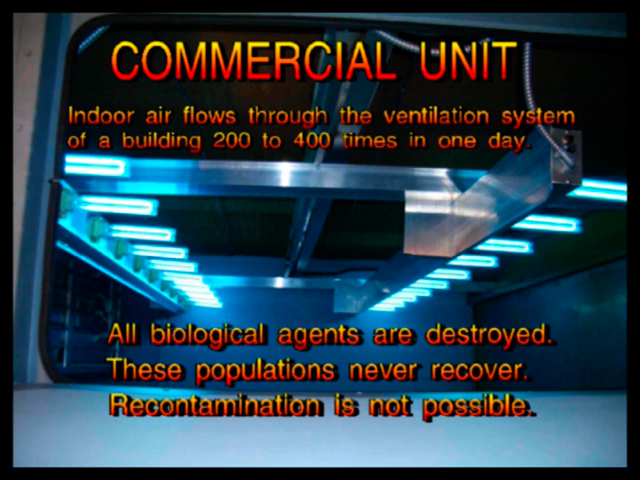 COMMERCIAL UNIT
Indoor air flows through the ventilation system
of a building 200 to 400 times in one day.
All biological agents are destroyed.
These populations never recover.
Recontamination is not possible.